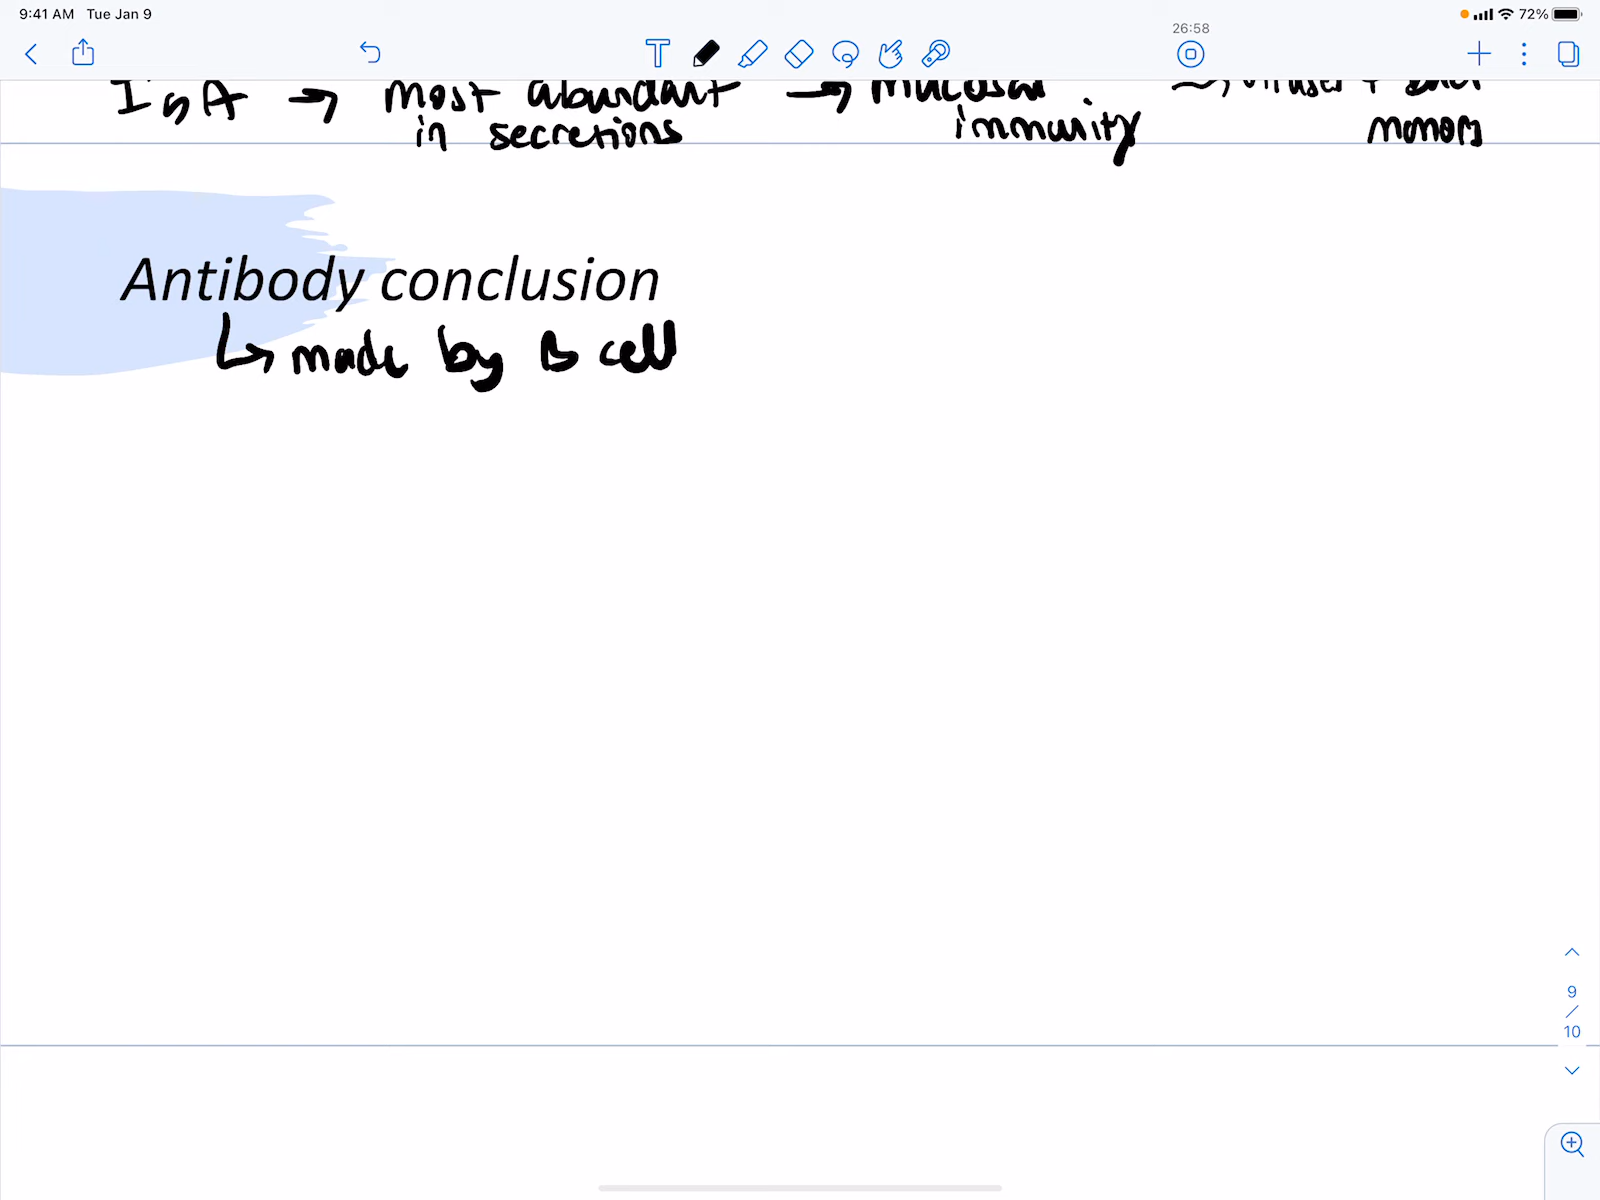 9:41 AM Tue Jan 9
72%
26:58
IgA → most abundant → mucosal
in secretions immunity
Antibody conclusion
↳ made by B cell
9
/
10